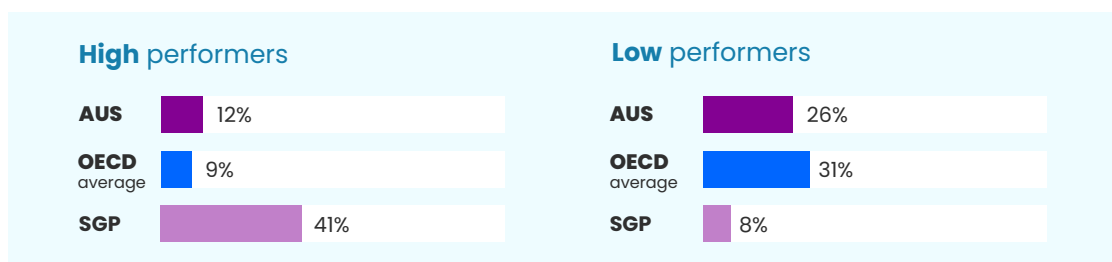 High performers
AUS 12%
OECD average 9%
SGP 41%
Low performers
AUS 26%
OECD average 31%
SGP 8%